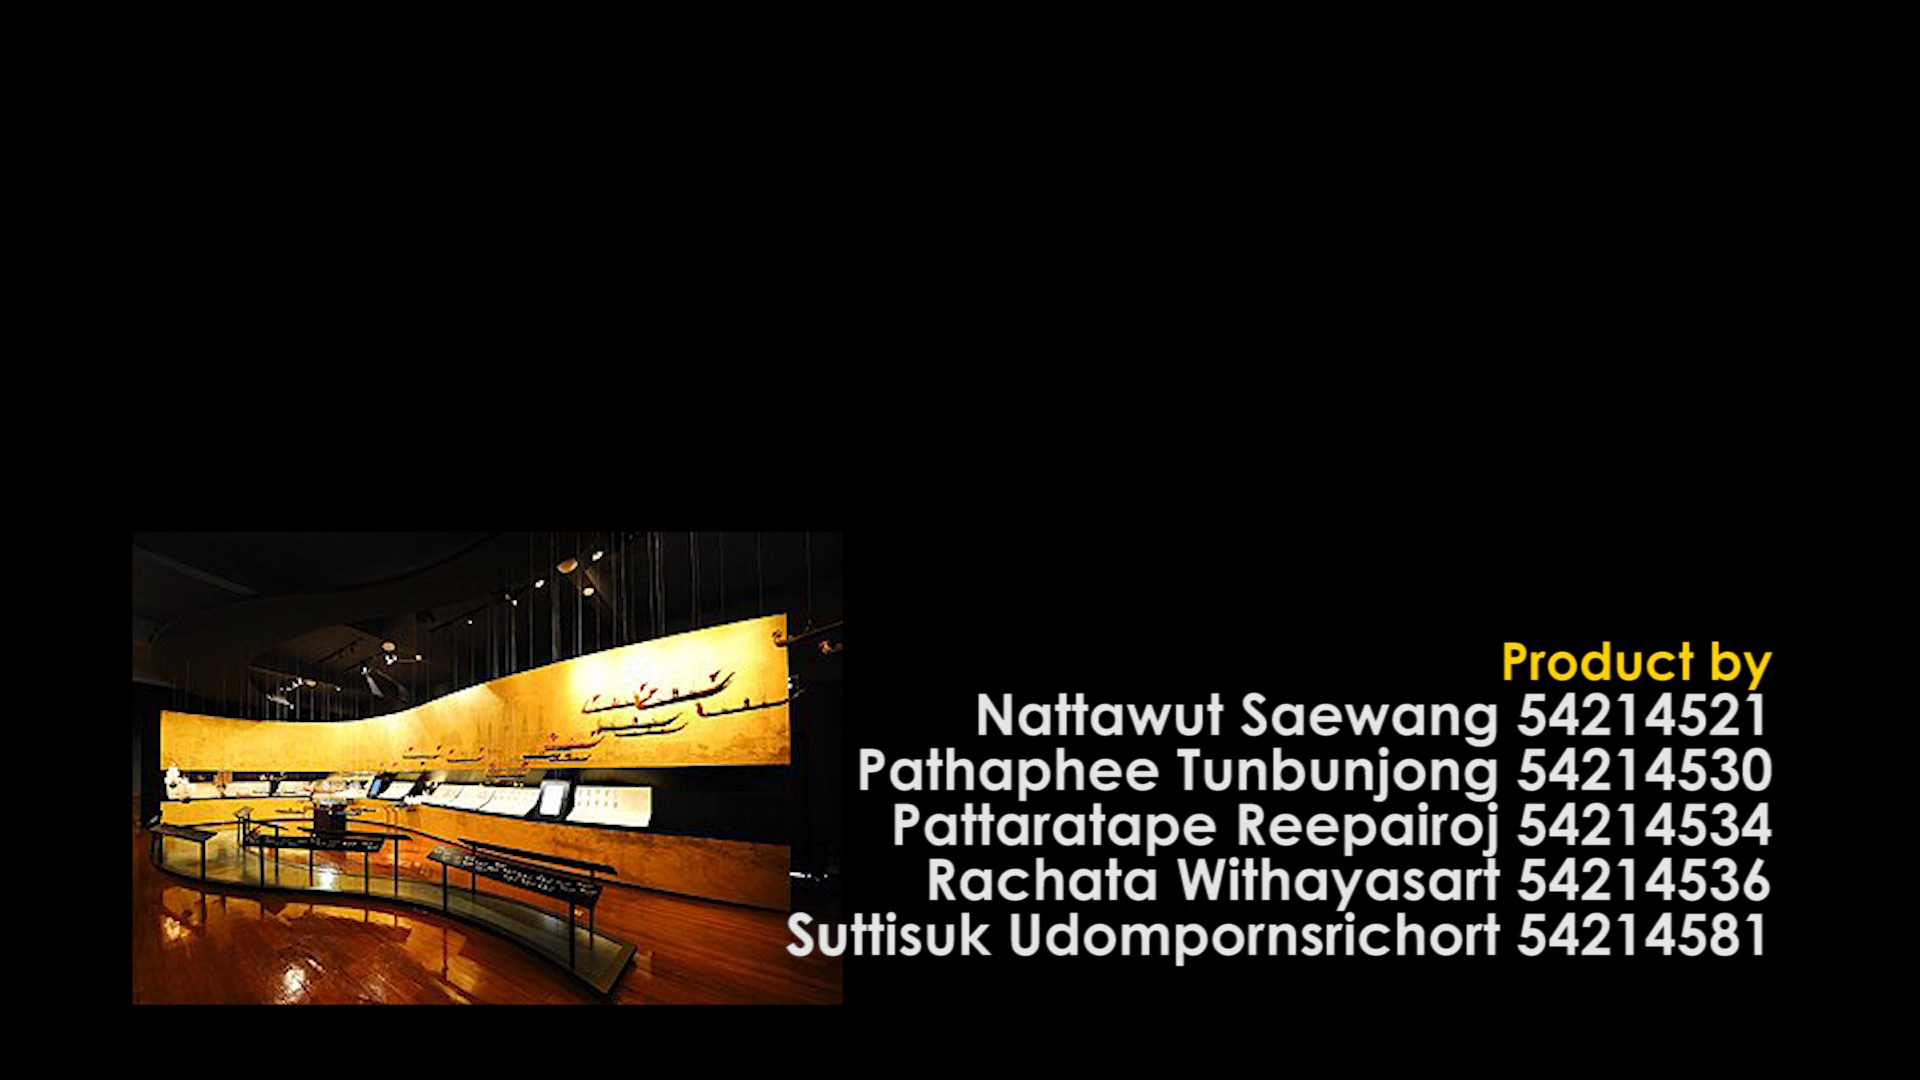 Product by
Nattawut Saewang 54214521
Pathaphee Tunbunjong 54214530
Pattaratape Reepairoj 54214534
Rachata Withayasart 54214536
Suttisuk Udompornsrichort 54214581